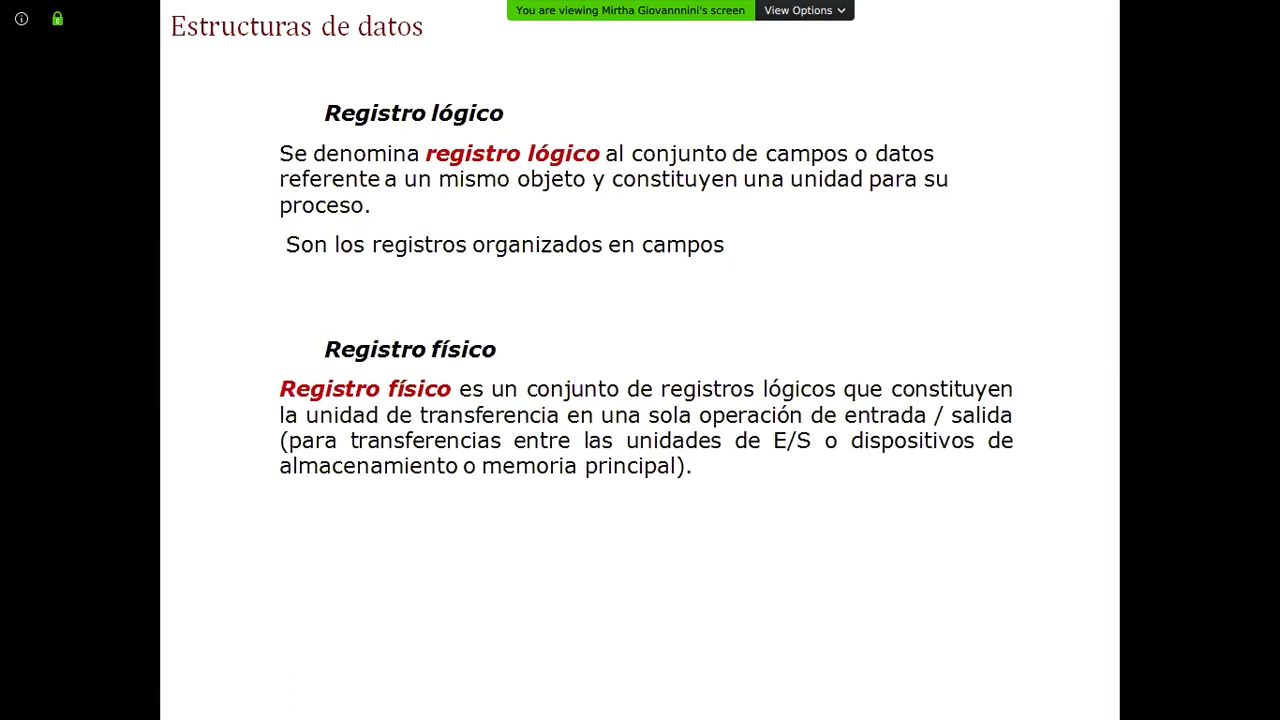 You are viewing Mirtha Giovannnini's screen
View Options
Estructuras de datos
Registro lógico
Se denomina registro lógico al conjunto de campos o datos
referente a un mismo objeto y constituyen una unidad para su
proceso.
Son los registros organizados en campos
Registro físico
Registro físico es un conjunto de registros lógicos que constituyen
la unidad de transferencia en una sola operación de entrada / salida
(para transferencias entre las unidades de E/S o dispositivos de
almacenamiento o memoria principal).